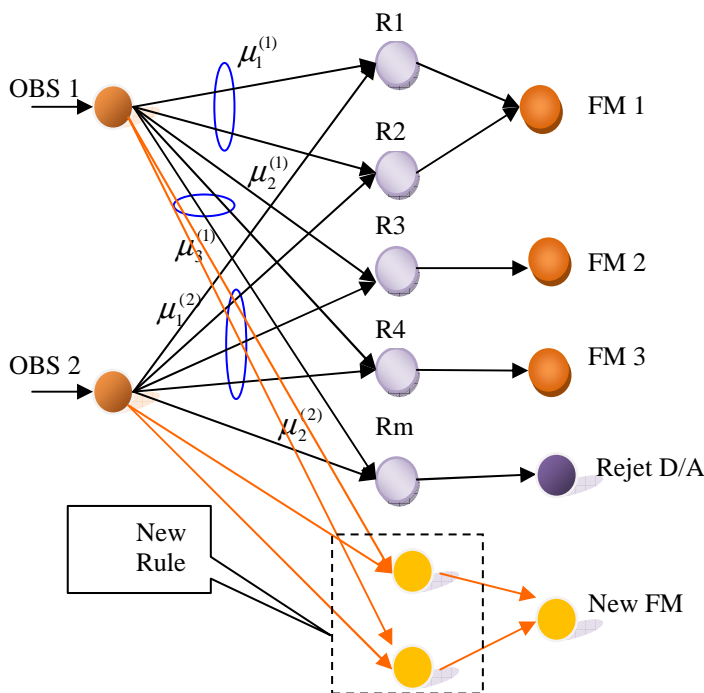 R1
μ₁⁽¹⁾
OBS 1
FM 1
R2
μ₂⁽¹⁾
R3
μ₃⁽¹⁾
FM 2
μ₁⁽²⁾
R4
OBS 2
FM 3
μ₂⁽²⁾
Rm
Rejet D/A
New
Rule
New FM